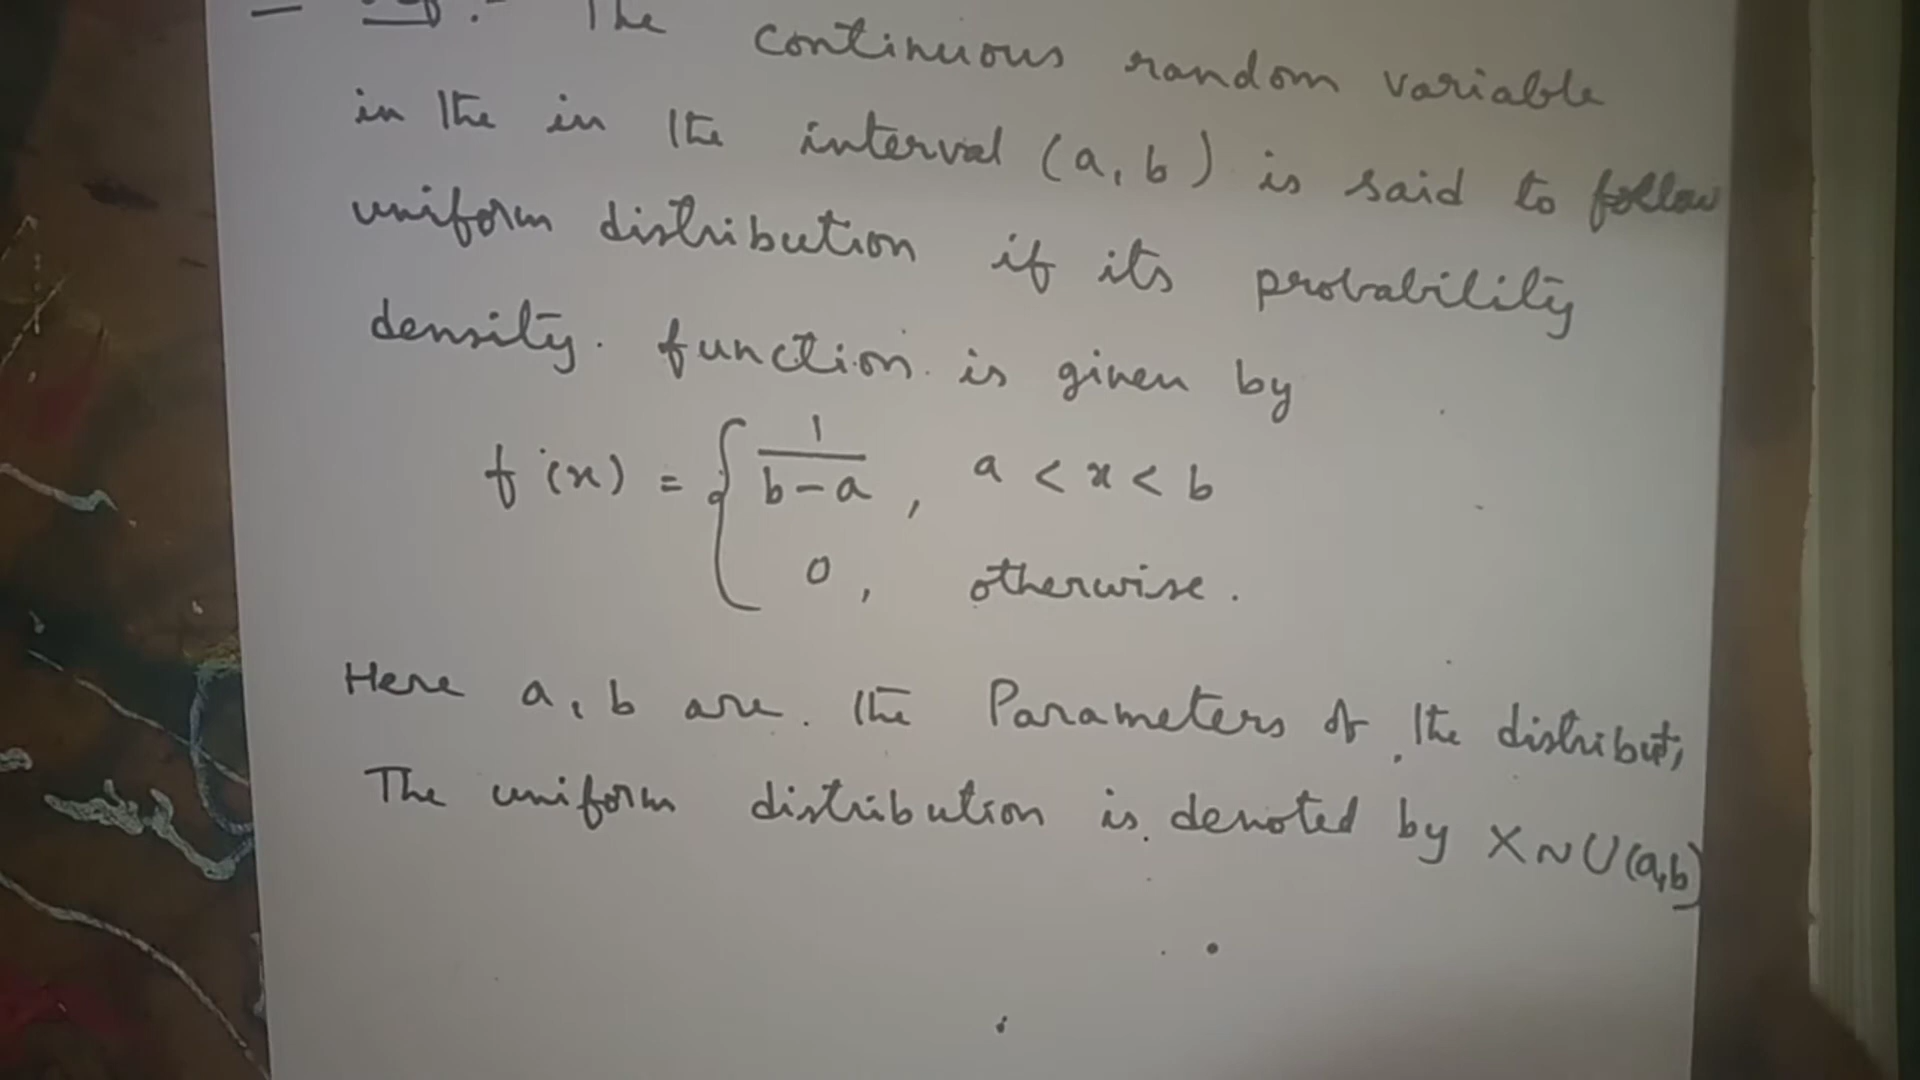 The continuous random variable
in the in the interval (a, b) is said to follow
uniform distribution if its probability
density function is given by
f(x) = { 1/(b-a), a < x < b
0, otherwise.
Here a, b are the Parameters of the distributi
The uniform distribution is denoted by X~U(a,b)